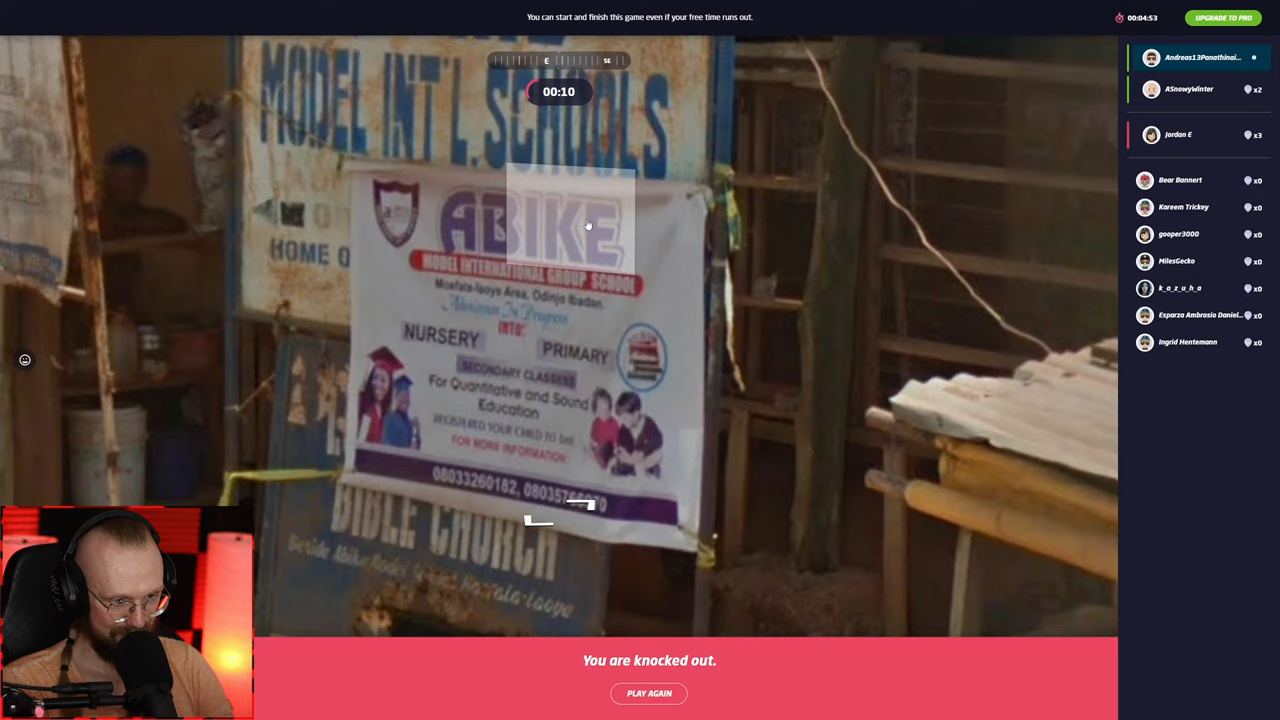 You can start and finish this game even if your free time runs out.
00:04:53
UPGRADE TO PRO
E
SE
00:10
Andreas13Panathinai...
ASnowyWinter
x2
Jordan E
x3
Bear Bannert
x0
Kareem Trickey
x0
gooper3000
x0
MilesGecko
x0
k_a_z_u_h_a
x0
Esparza Ambrosio Daniel...
x0
Ingrid Hentemann
x0
MODEL INT'L. SCHOOLS
HOME O
ABIKE
MODEL INTERNATIONAL GROUP SCHOOL
Area, Odinjo Ibadan.
Admission In Progress
INTO:
NURSERY
PRIMARY
SECONDARY CLASSESS
For Quantitative and Sound
Education
REGISTERED YOUR CHILD TO
FOR MORE INFORMATION:
08033260182,
BIBLE CHURCH
Beside Abike
You are knocked out.
PLAY AGAIN